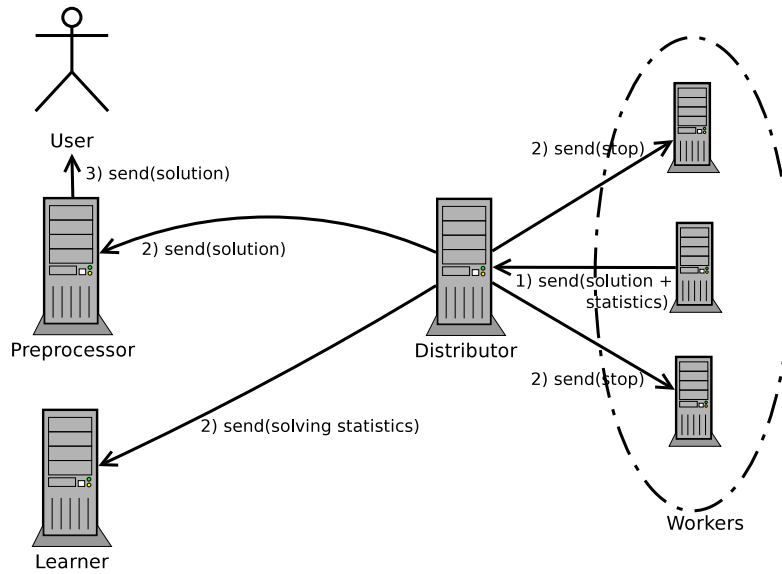 User
3) send(solution)
2) send(stop)
2) send(solution)
1) send(solution +
statistics)
Preprocessor
Distributor
2) send(stop)
2) send(solving statistics)
Workers
Learner